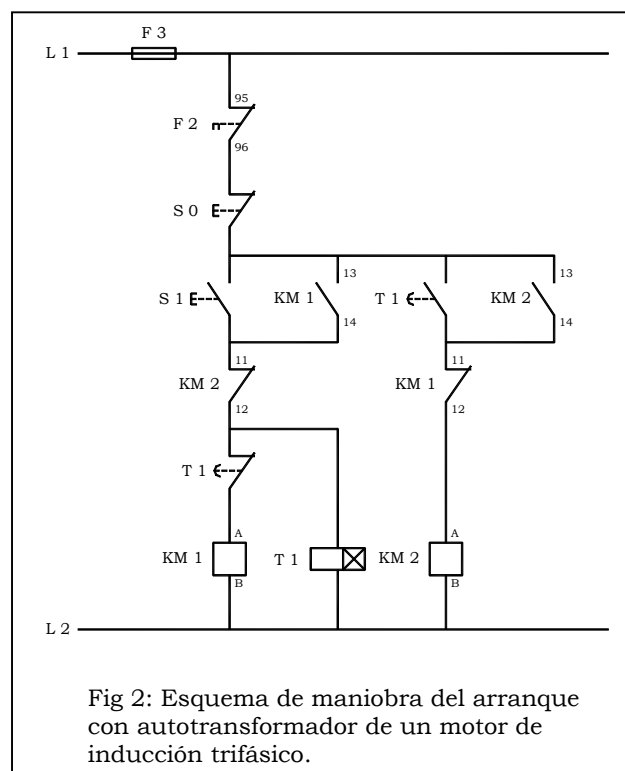 F 3
L 1
95
F 2
96
S 0
13 13
S 1 KM 1 T 1 KM 2
14 14
11 11
KM 2 KM 1
12 12
T 1
A A
KM 1 T 1 KM 2
B B
L 2
Fig 2: Esquema de maniobra del arranque
con autotransformador de un motor de
inducción trifásico.